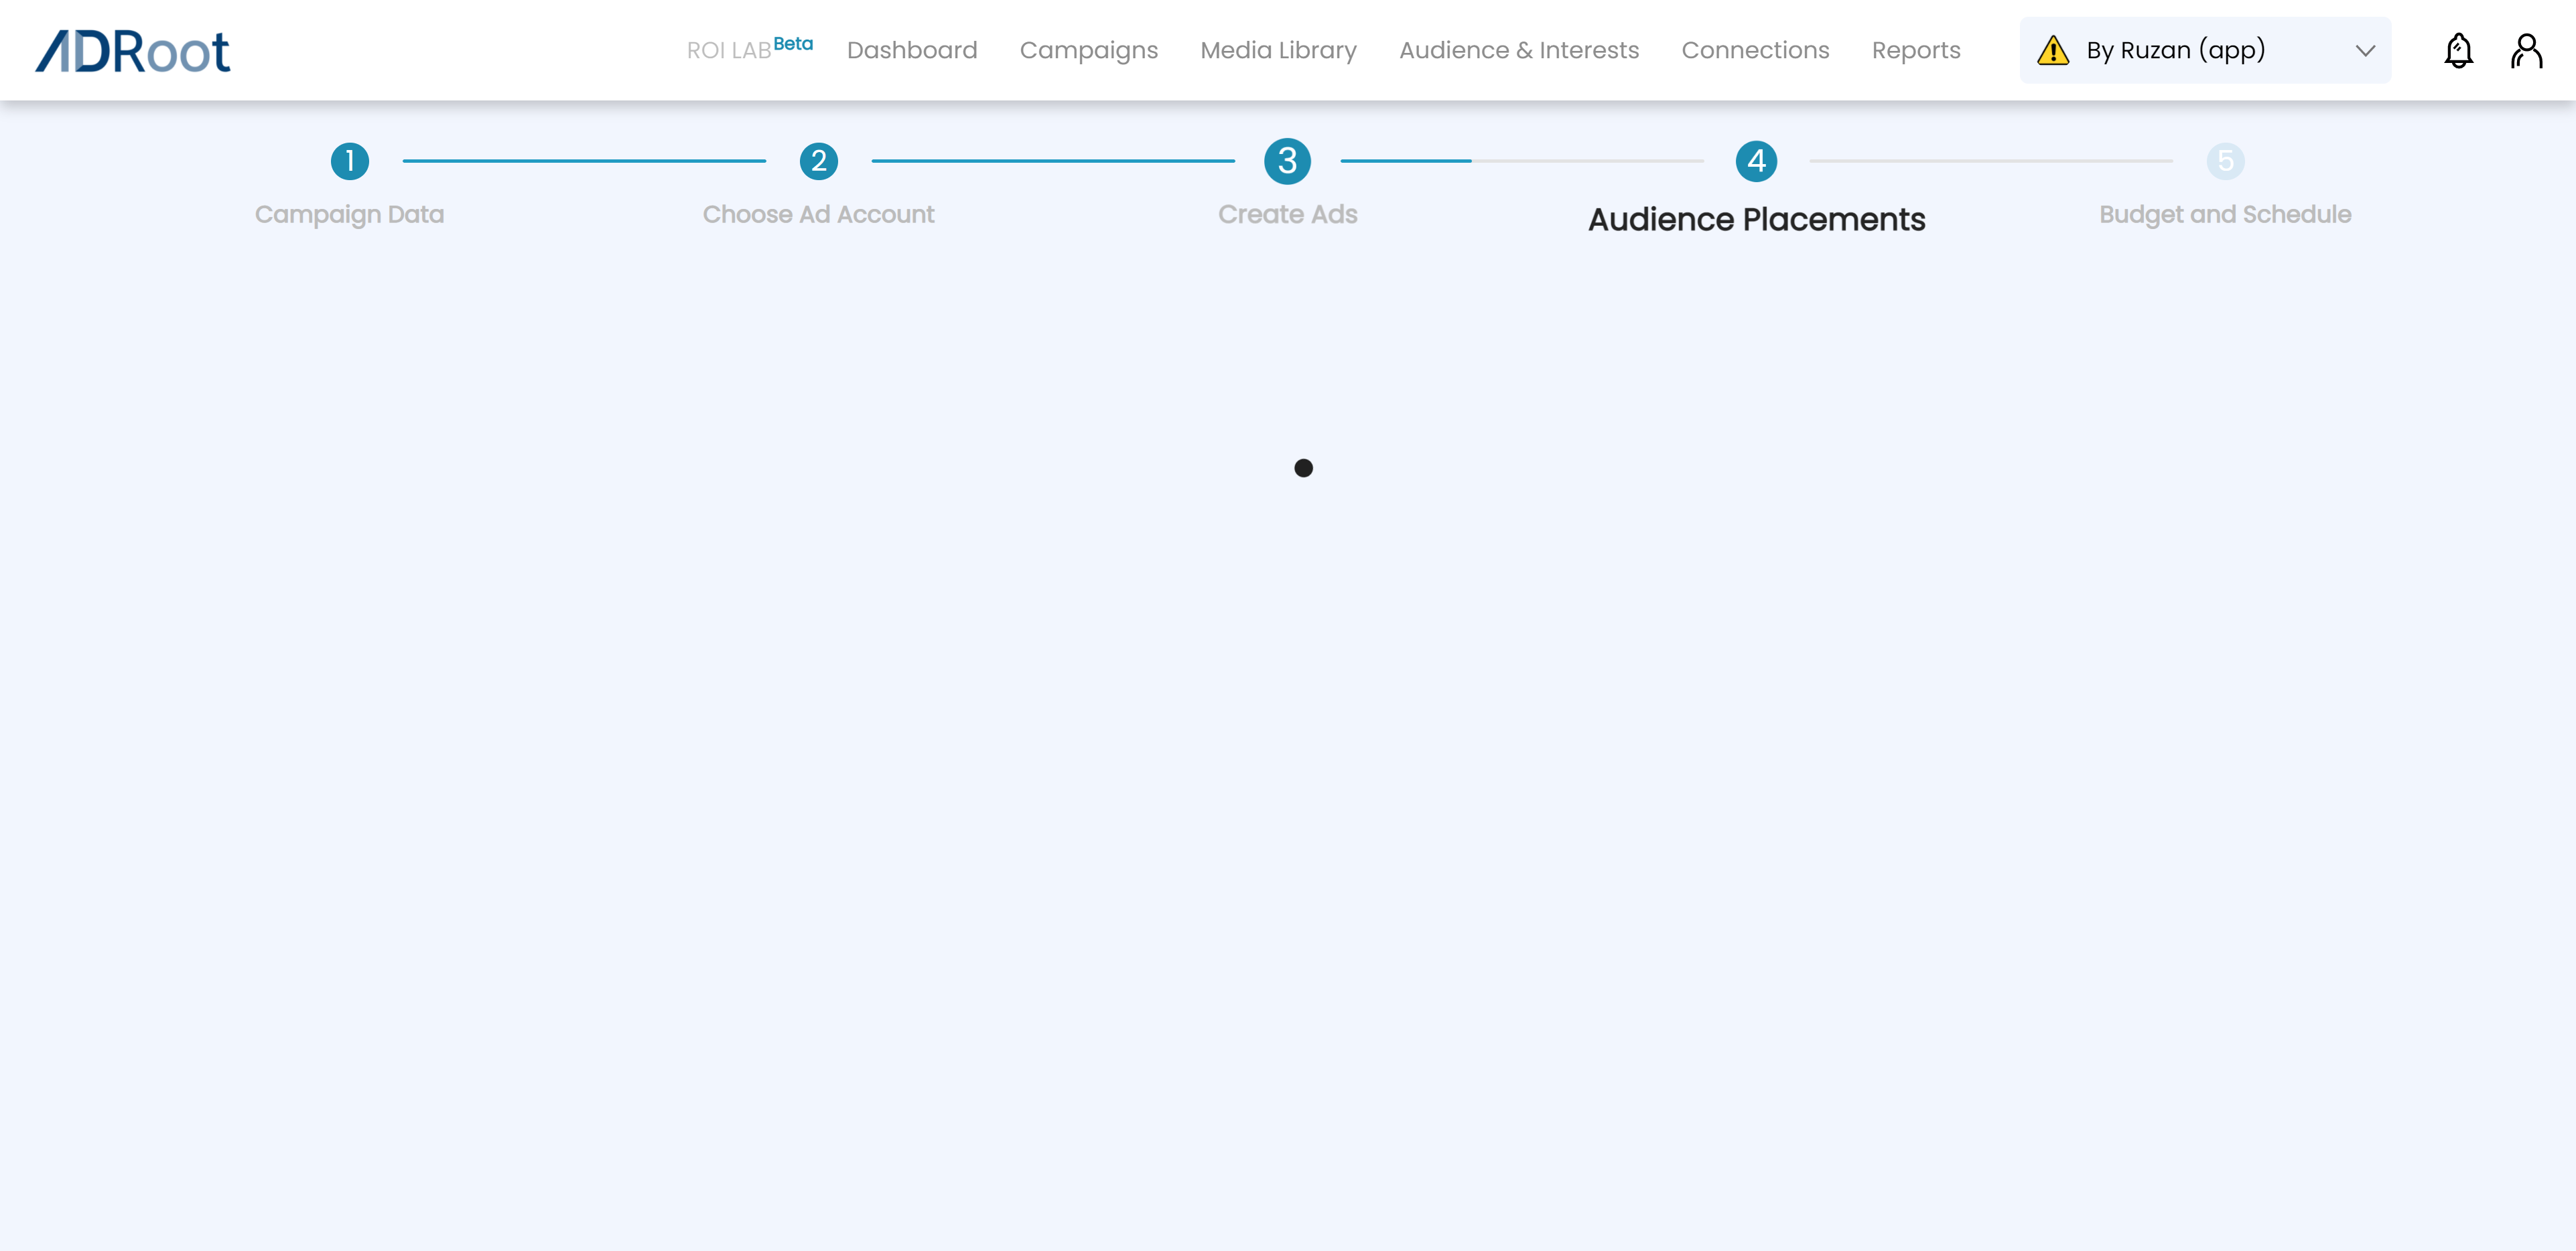 ADRoot
ROI LAB Beta Dashboard Campaigns Media Library Audience & Interests Connections Reports By Ruzan (app)
1 2 3 4 5
Campaign Data Choose Ad Account Create Ads Audience Placements Budget and Schedule